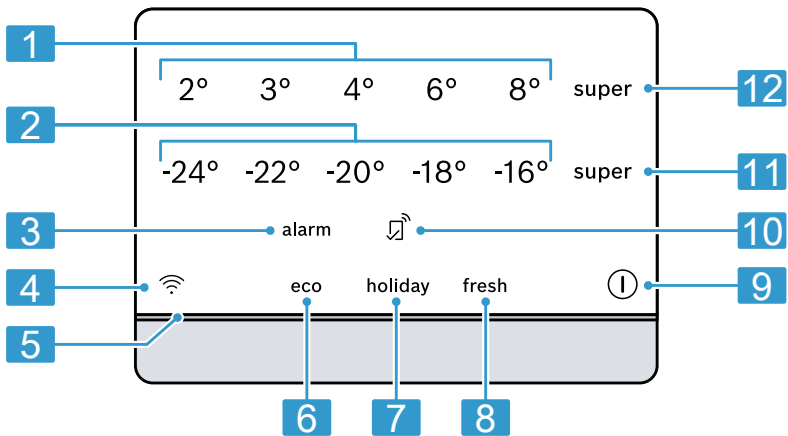 1
2° 3° 4° 6° 8° super 12
2
-24° -22° -20° -18° -16° super 11
3 alarm 10
4 eco holiday fresh 9
5
6 7 8